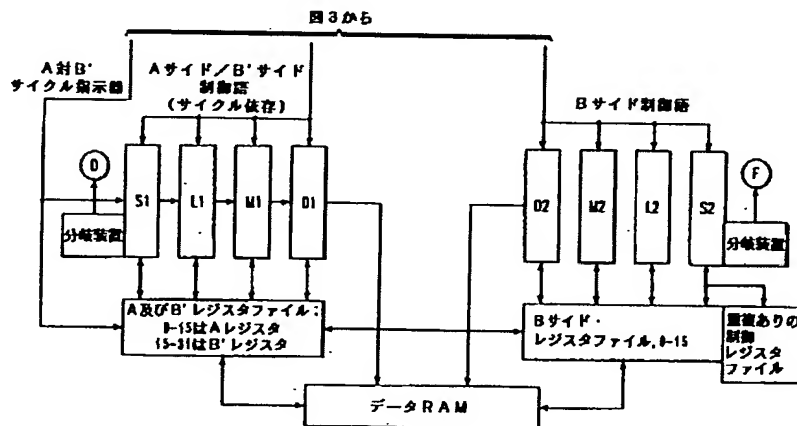 図3から
A対B'
サイクル指示器
Aサイド/B'サイド
制御語
(サイクル依存)
Bサイド制御語
D
S1
L1
M1
D1
D2
M2
L2
S2
F
分岐装置
分岐装置
A及びB'レジスタファイル;
0-15はAレジスタ
15-31はB'レジスタ
Bサイド・
レジスタファイル,0-15
重複ありの
制御
レジスタ
ファイル
データRAM